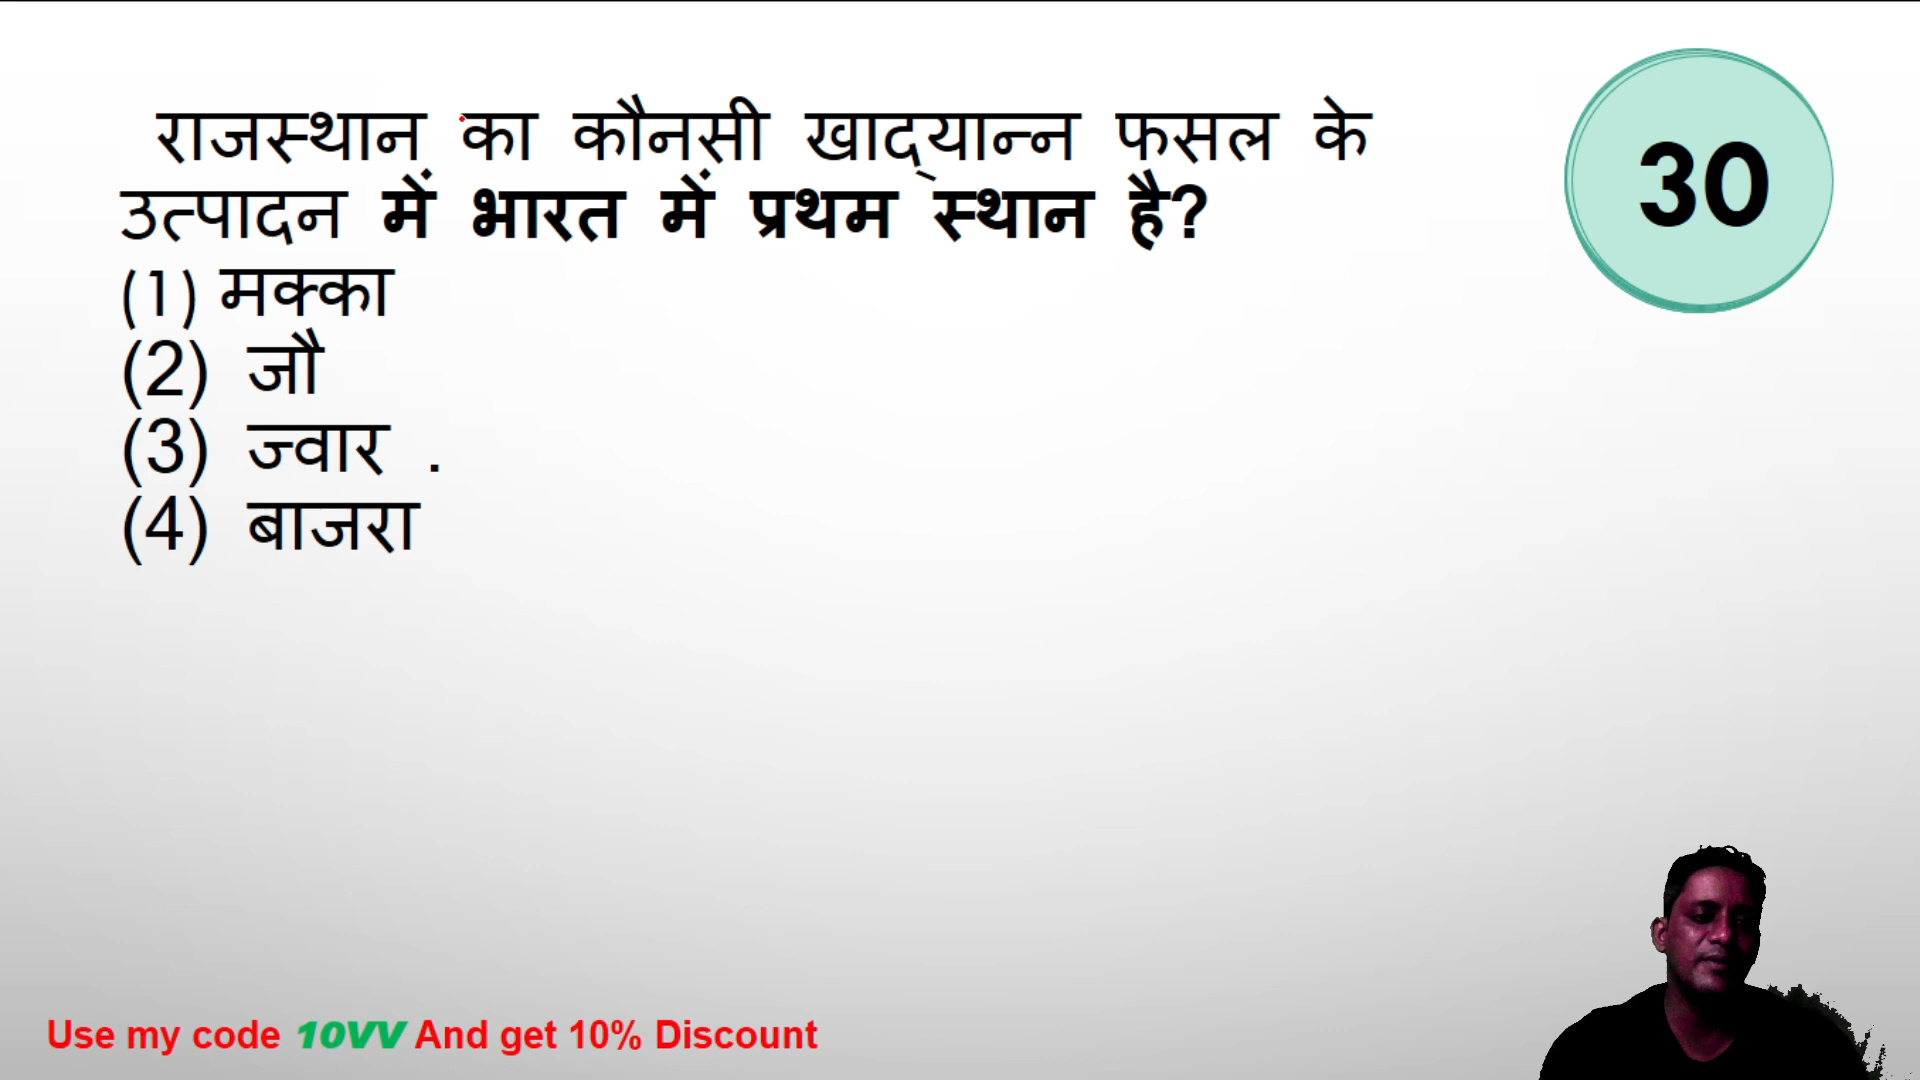 राजस्थान का कौनसी खाद्यान्न फसल के
उत्पादन में भारत में प्रथम स्थान है?
(1) मक्का
(2) जौ
(3) ज्वार .
(4) बाजरा
30
Use my code 10VV And get 10% Discount